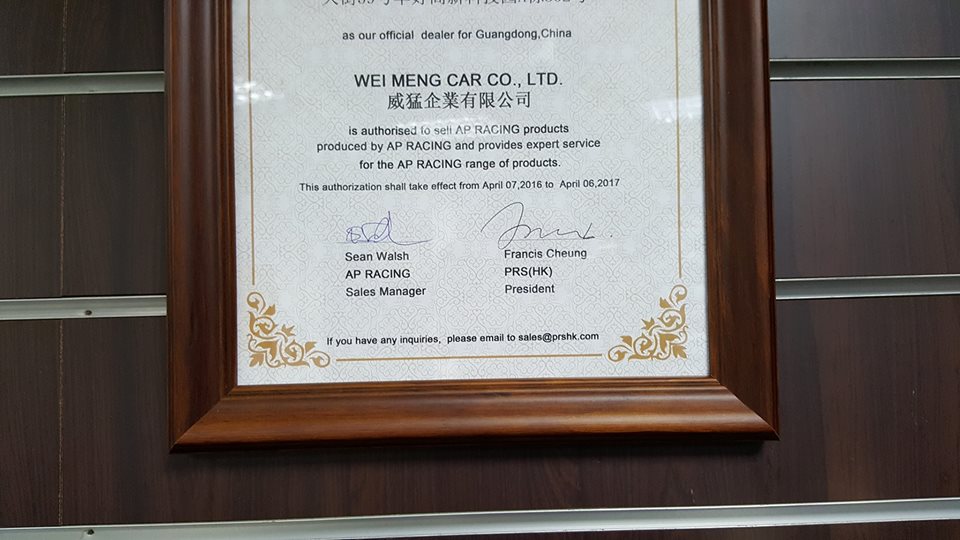 as our official dealer for Guangdong,China
WEI MENG CAR CO., LTD.
威猛企業有限公司
is authorised to sell AP RACING products
produced by AP RACING and provides expert service
for the AP RACING range of products.
This authorization shall take effect from April 07,2016 to April 06,2017
Sean Walsh Francis Cheung
AP RACING PRS(HK)
Sales Manager President
If you have any inquiries, please email to sales@prshk.com